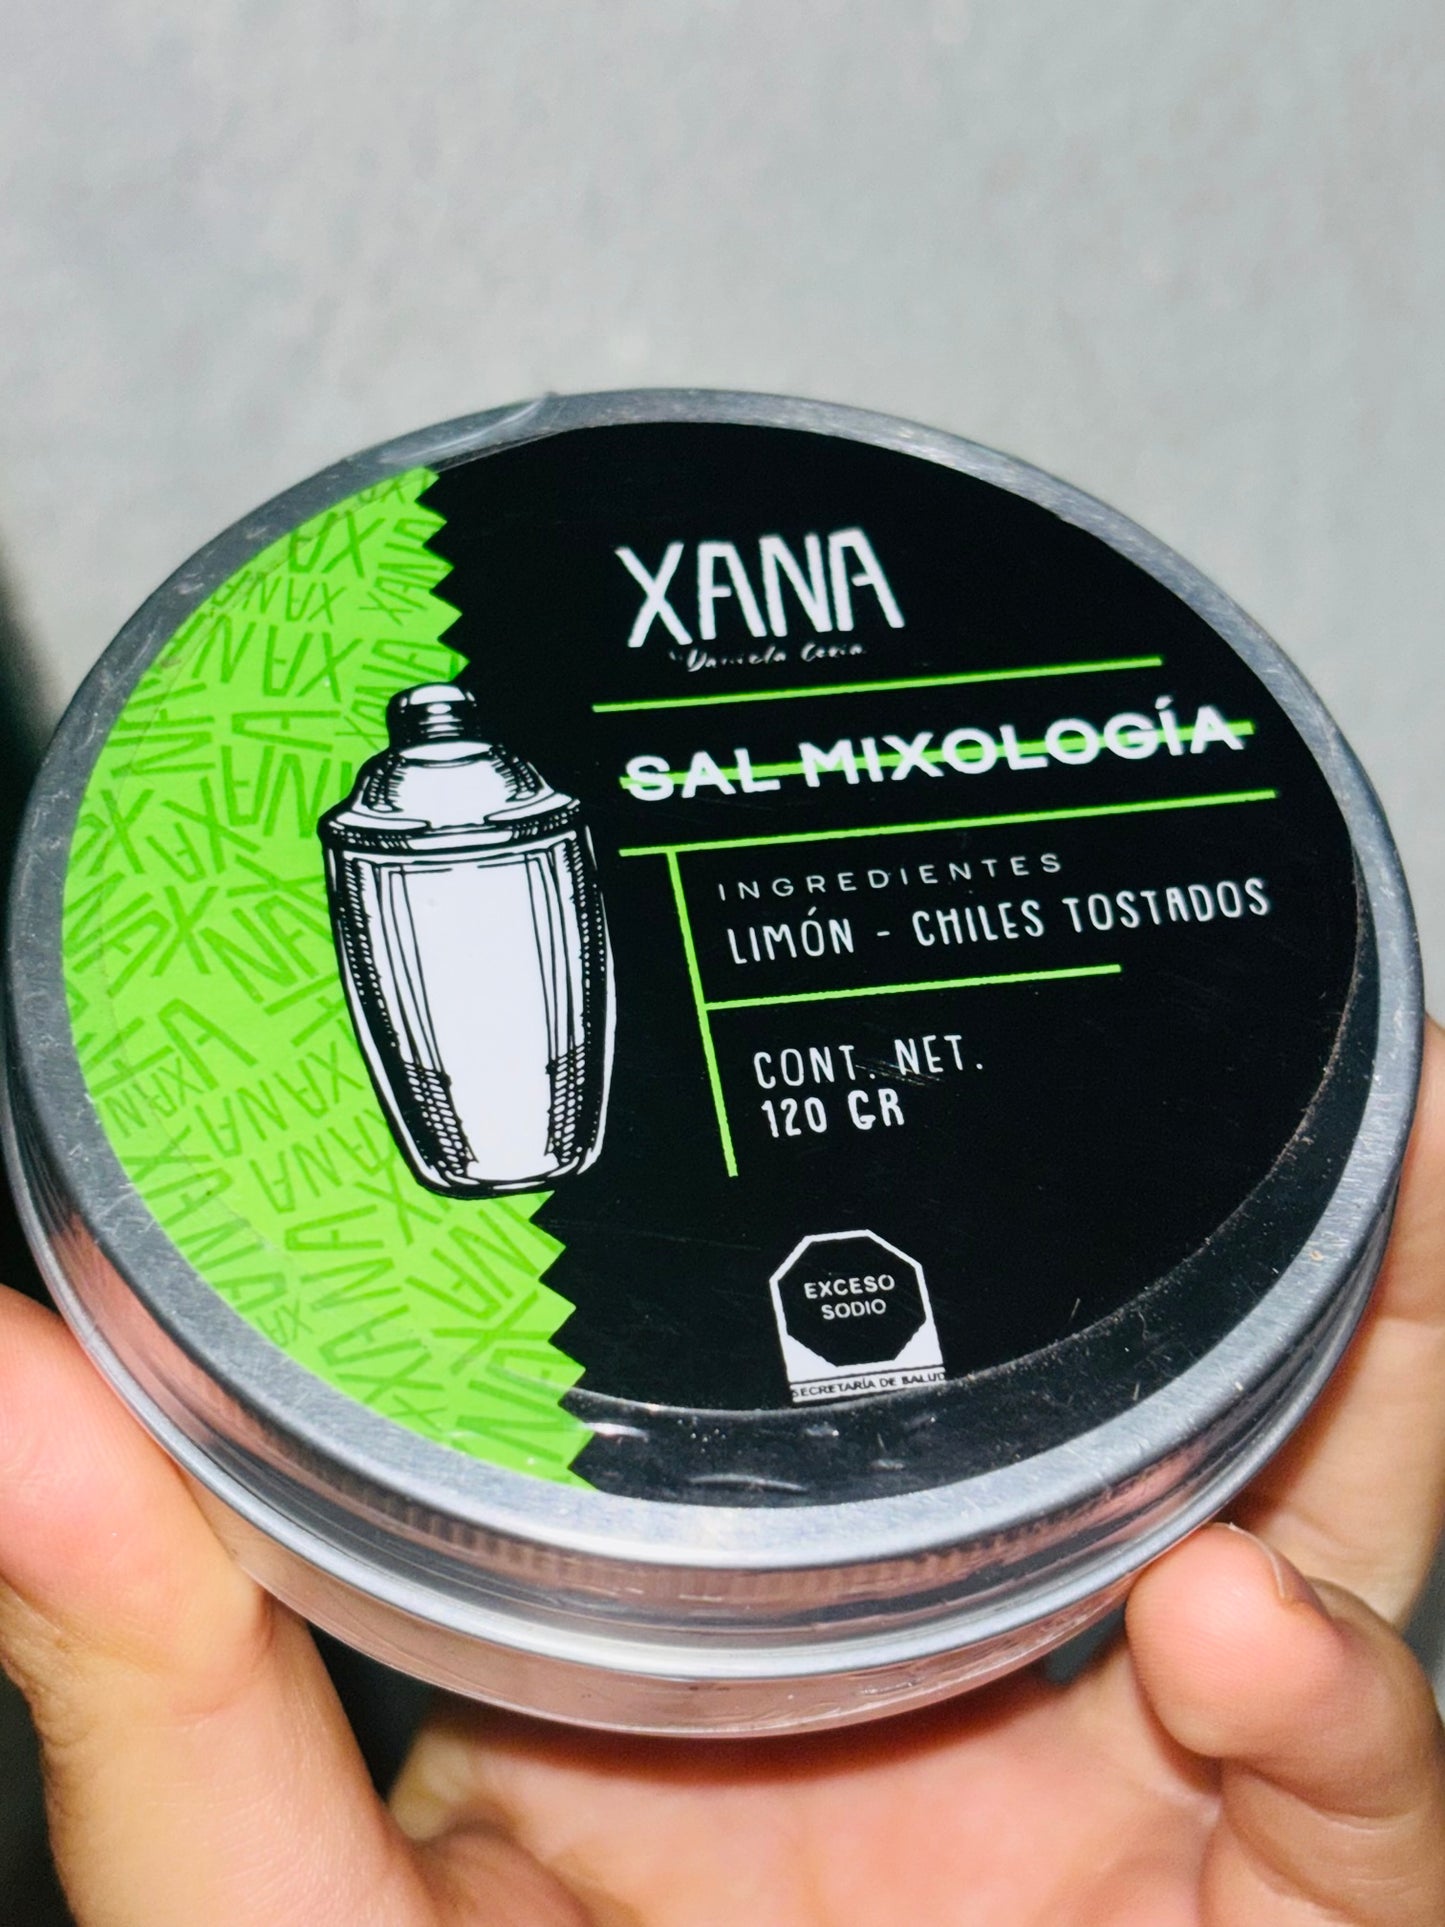 XANA
SAL MIXOLOGÍA
INGREDIENTES
LIMÓN - CHILES TOSTADOS
CONT. NET.
120 GR
EXCESO
SODIO
SECRETARÍA DE SALUD